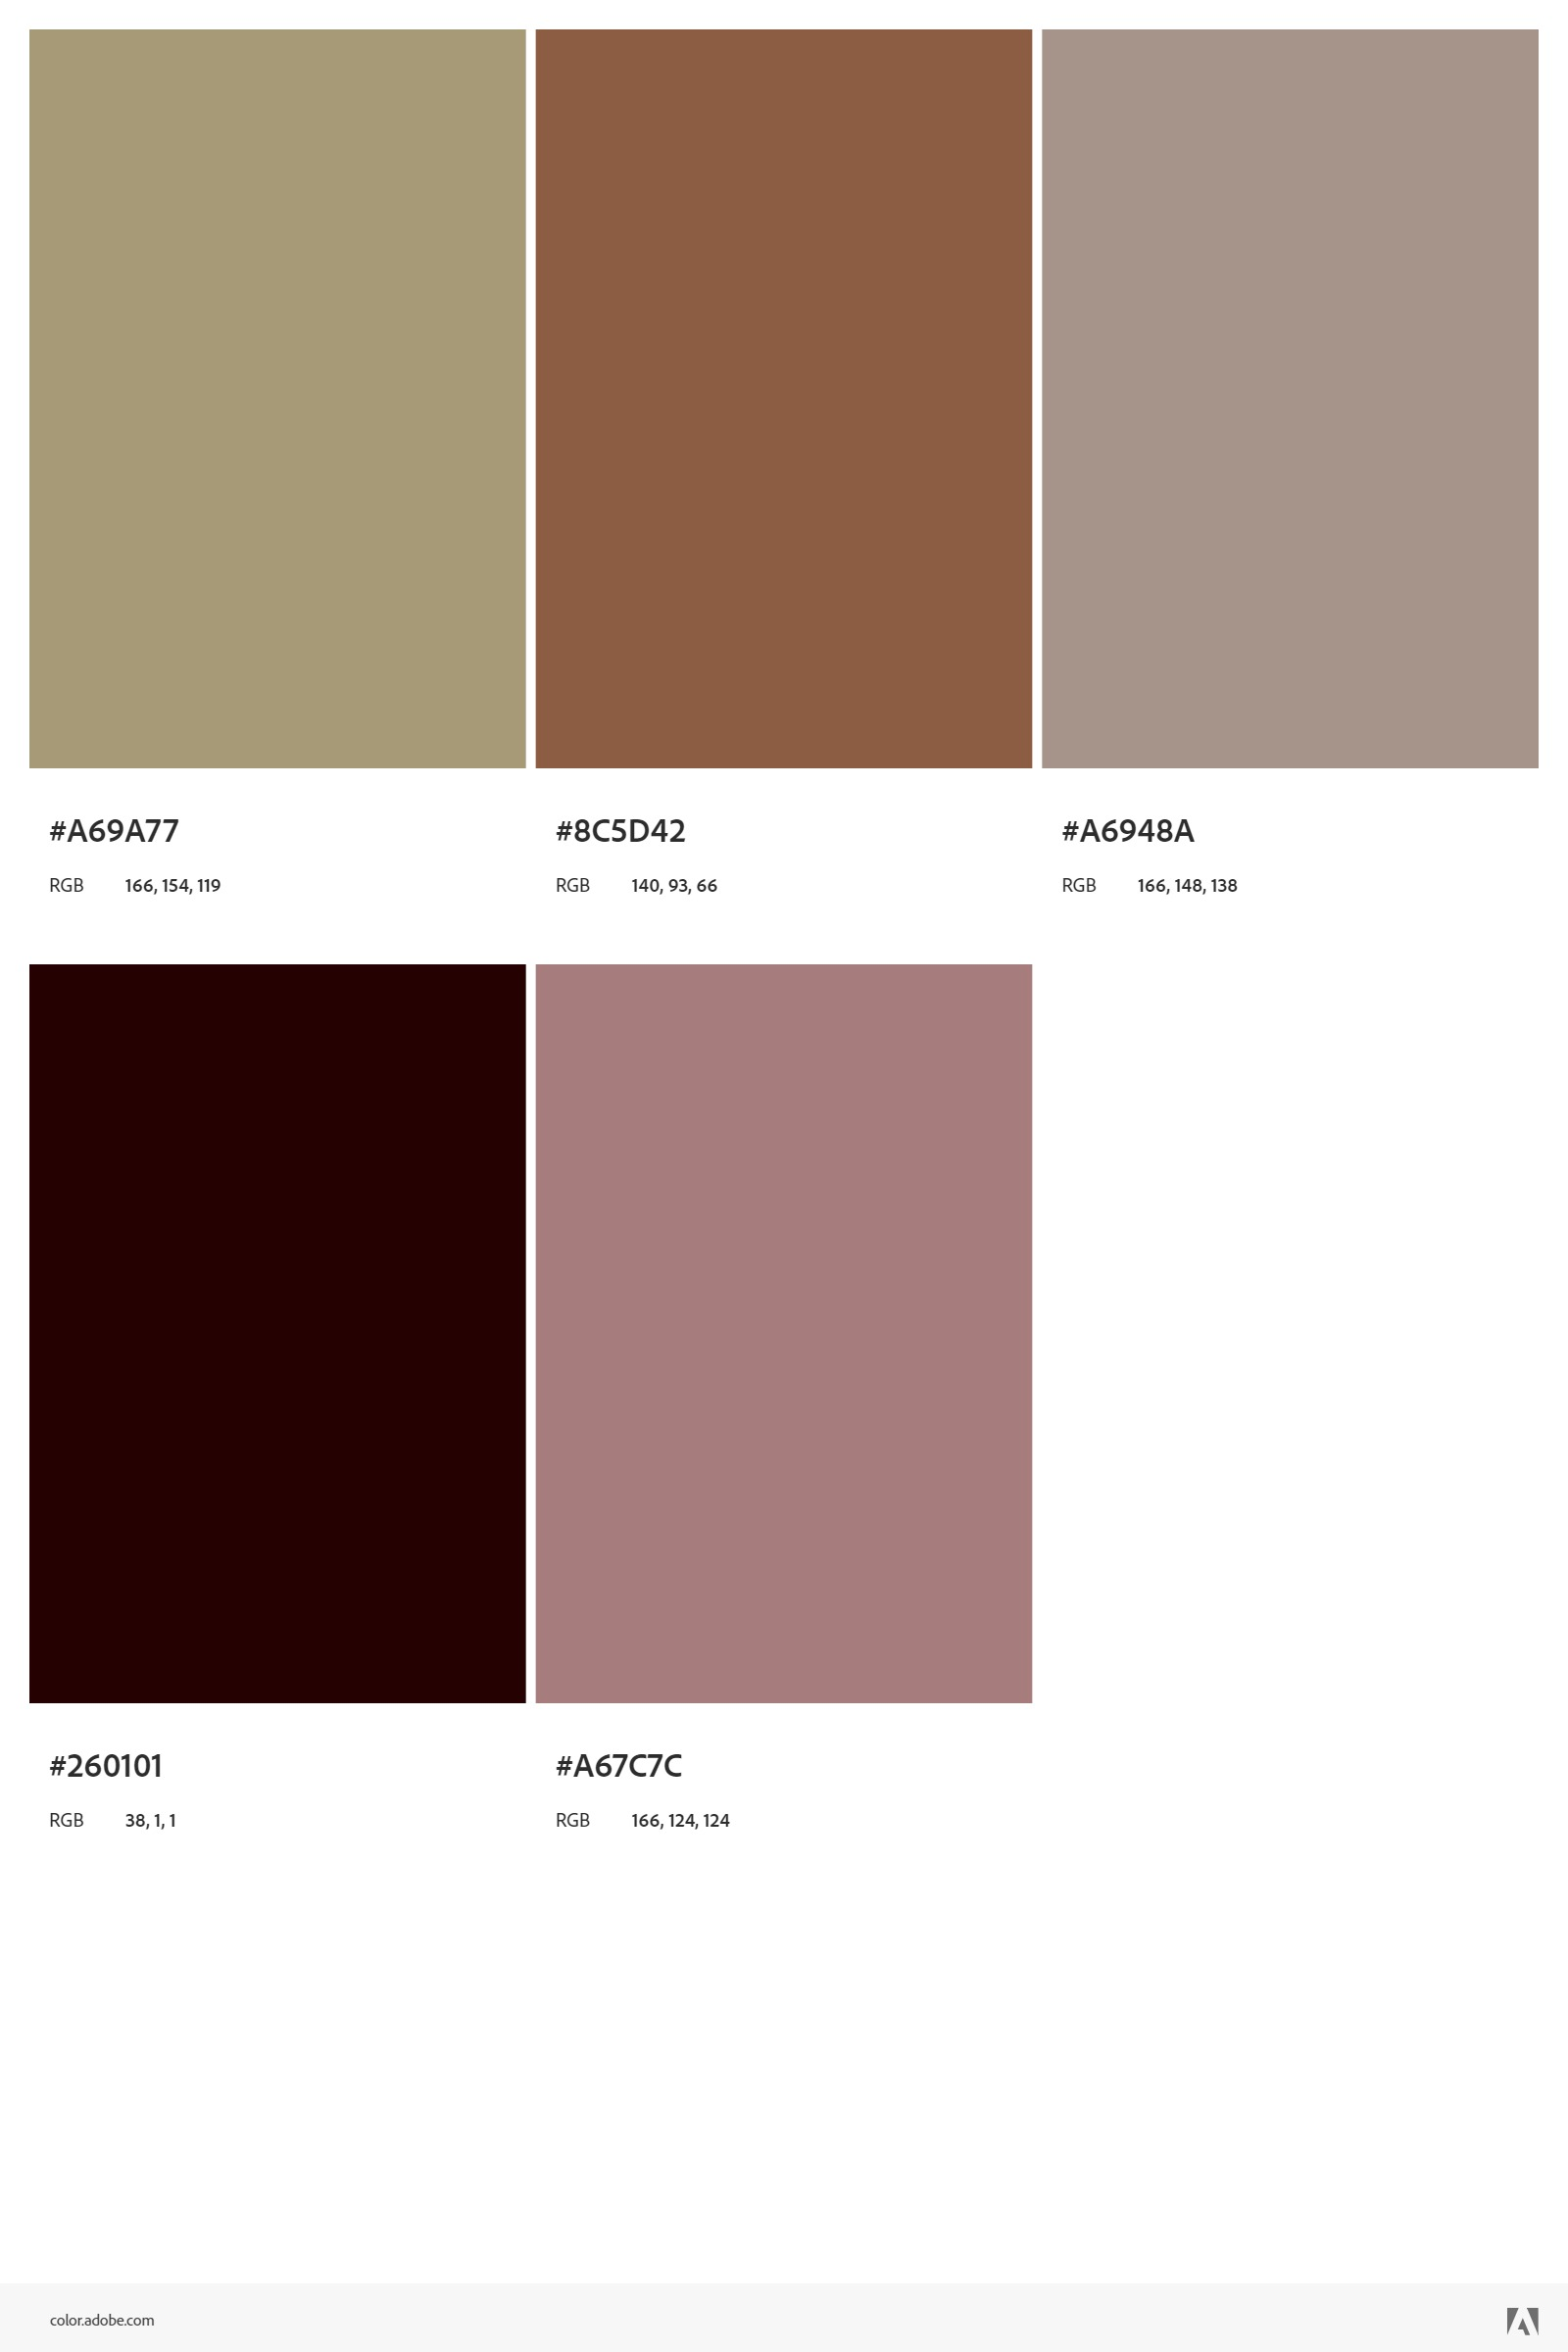 #A69A77
RGB 166, 154, 119
#8C5D42
RGB 140, 93, 66
#A6948A
RGB 166, 148, 138
#260101
RGB 38, 1, 1
#A67C7C
RGB 166, 124, 124
color.adobe.com